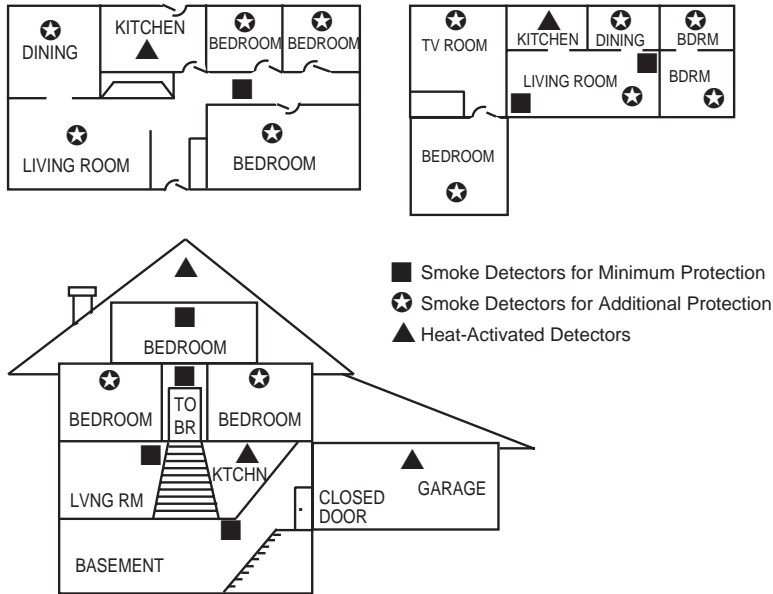 DINING
KITCHEN
BEDROOM
BEDROOM
LIVING ROOM
BEDROOM
TV ROOM
KITCHEN
DINING
BDRM
LIVING ROOM
BDRM
BEDROOM
Smoke Detectors for Minimum Protection
Smoke Detectors for Additional Protection
Heat-Activated Detectors
BEDROOM
BEDROOM
TO
BR
BEDROOM
LVNG RM
KTCHN
CLOSED
DOOR
GARAGE
BASEMENT